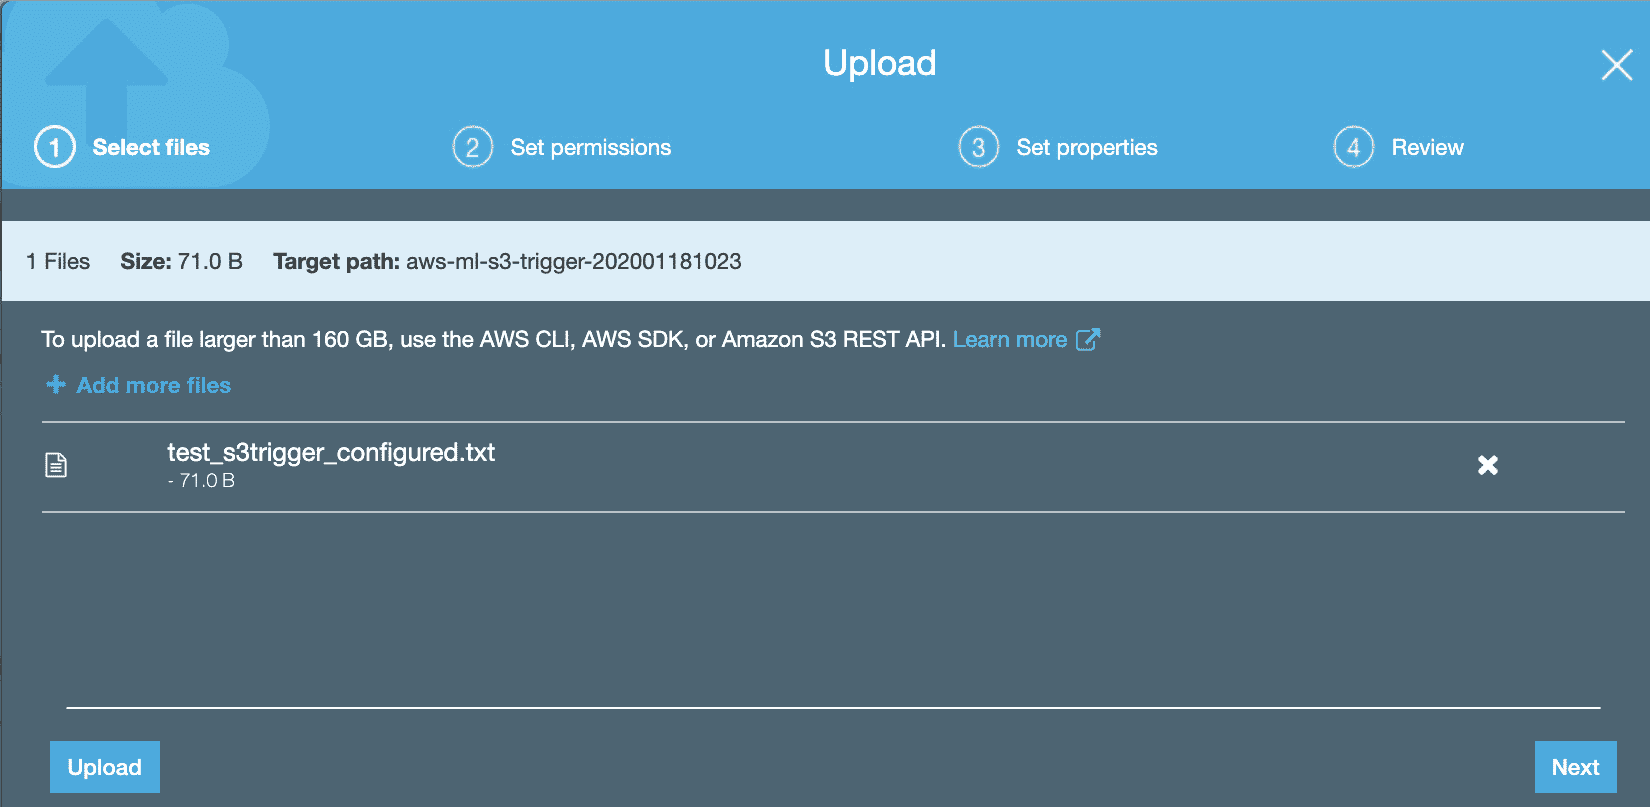 Upload
1 Select files 2 Set permissions 3 Set properties 4 Review
1 Files Size: 71.0 B Target path: aws-ml-s3-trigger-202001181023
To upload a file larger than 160 GB, use the AWS CLI, AWS SDK, or Amazon S3 REST API. Learn more
+ Add more files
test_s3trigger_configured.txt
- 71.0 B
Upload Next